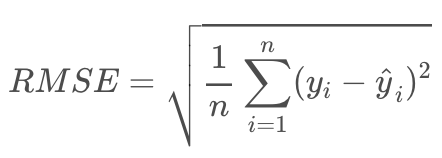 RMSE = \sqrt{\frac{1}{n} \sum_{i=1}^{n} (y_i - \hat{y}_i)^2}